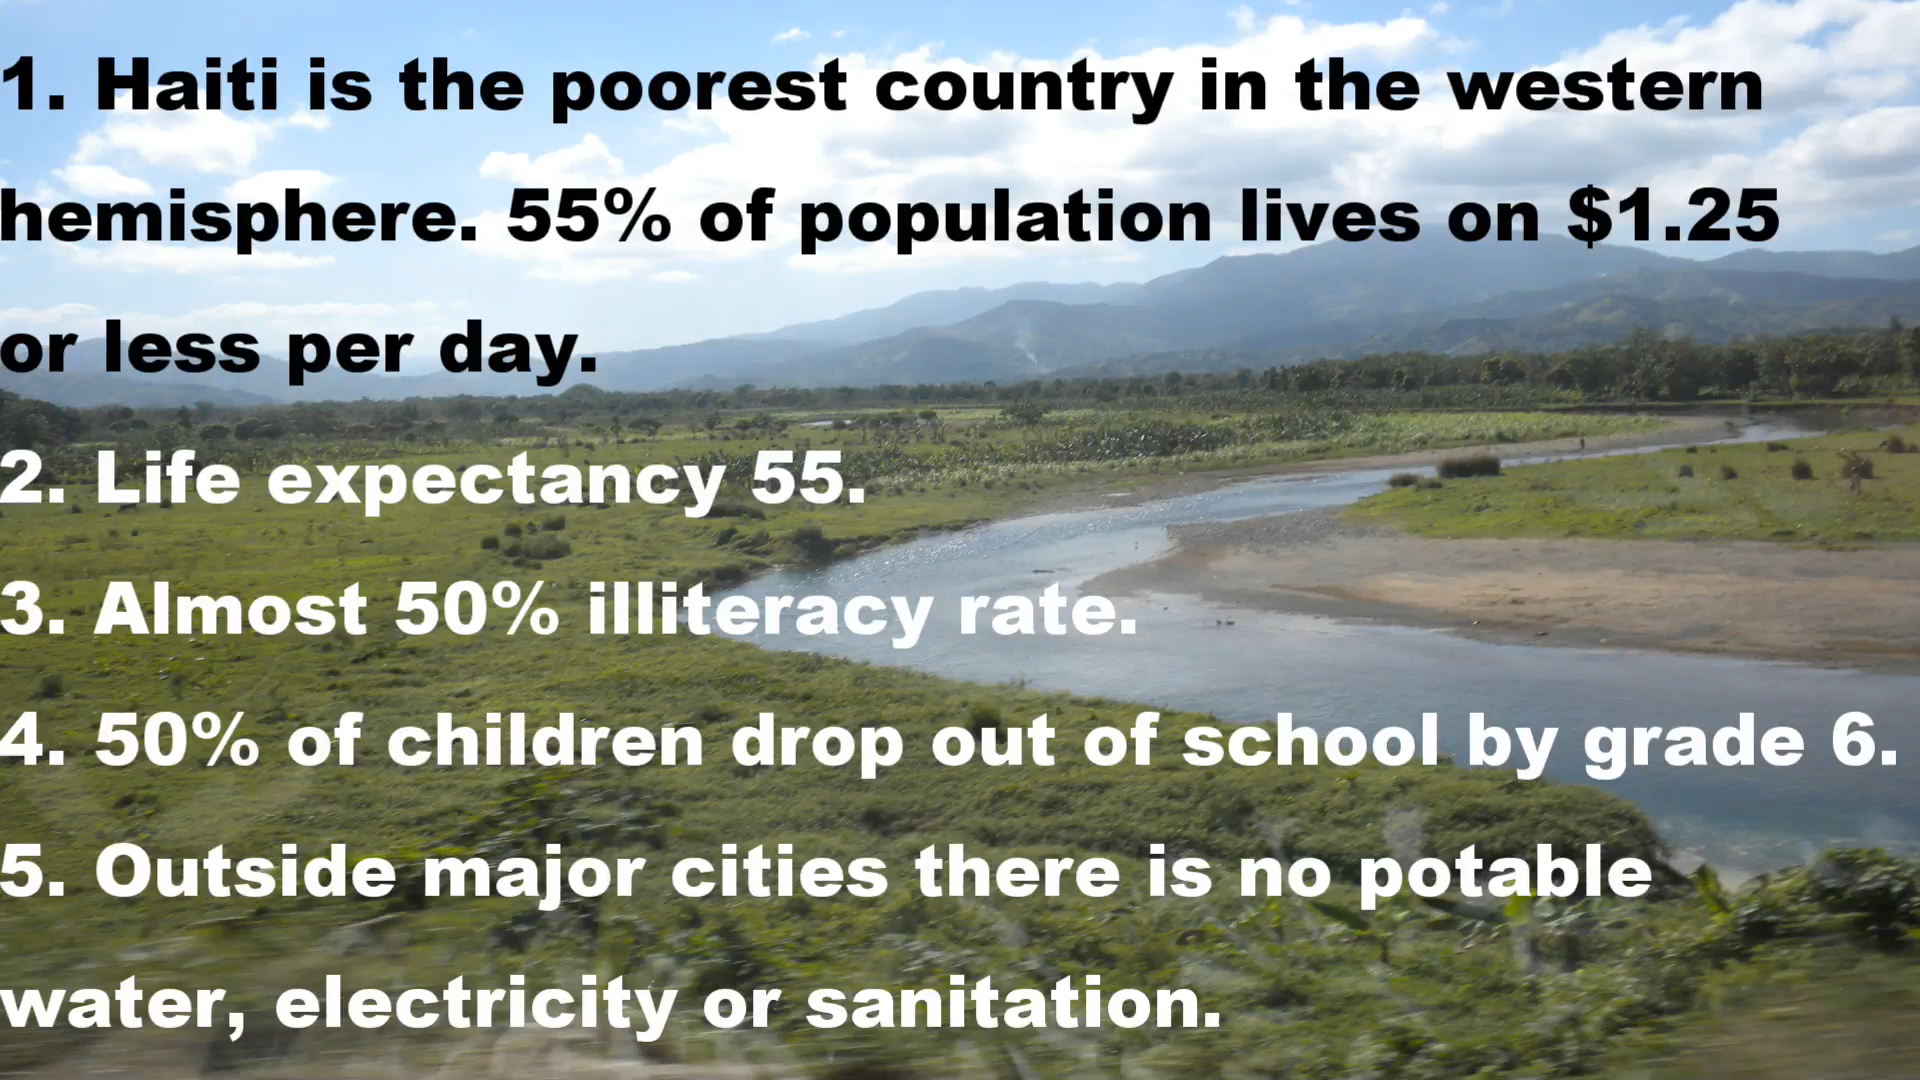 1. Haiti is the poorest country in the western
hemisphere. 55% of population lives on $1.25
or less per day.
2. Life expectancy 55.
3. Almost 50% illiteracy rate.
4. 50% of children drop out of school by grade 6.
5. Outside major cities there is no potable
water, electricity or sanitation.